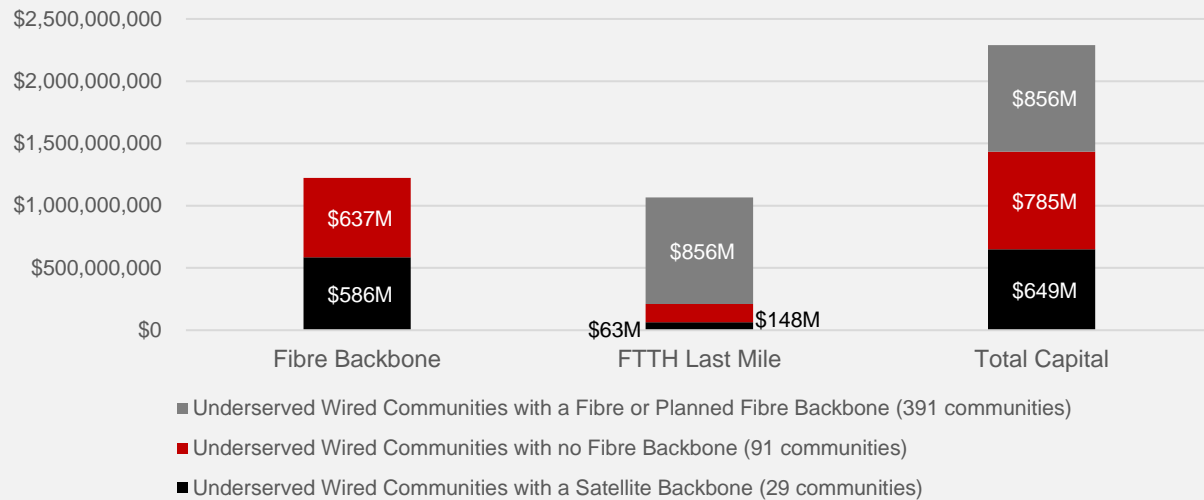 $2,500,000,000
$2,000,000,000
$1,500,000,000
$1,000,000,000
$500,000,000
$0
$637M
$586M
$856M
$63M
$148M
$856M
$785M
$649M
Fibre Backbone
FTTH Last Mile
Total Capital
Underserved Wired Communities with a Fibre or Planned Fibre Backbone (391 communities)
Underserved Wired Communities with no Fibre Backbone (91 communities)
Underserved Wired Communities with a Satellite Backbone (29 communities)